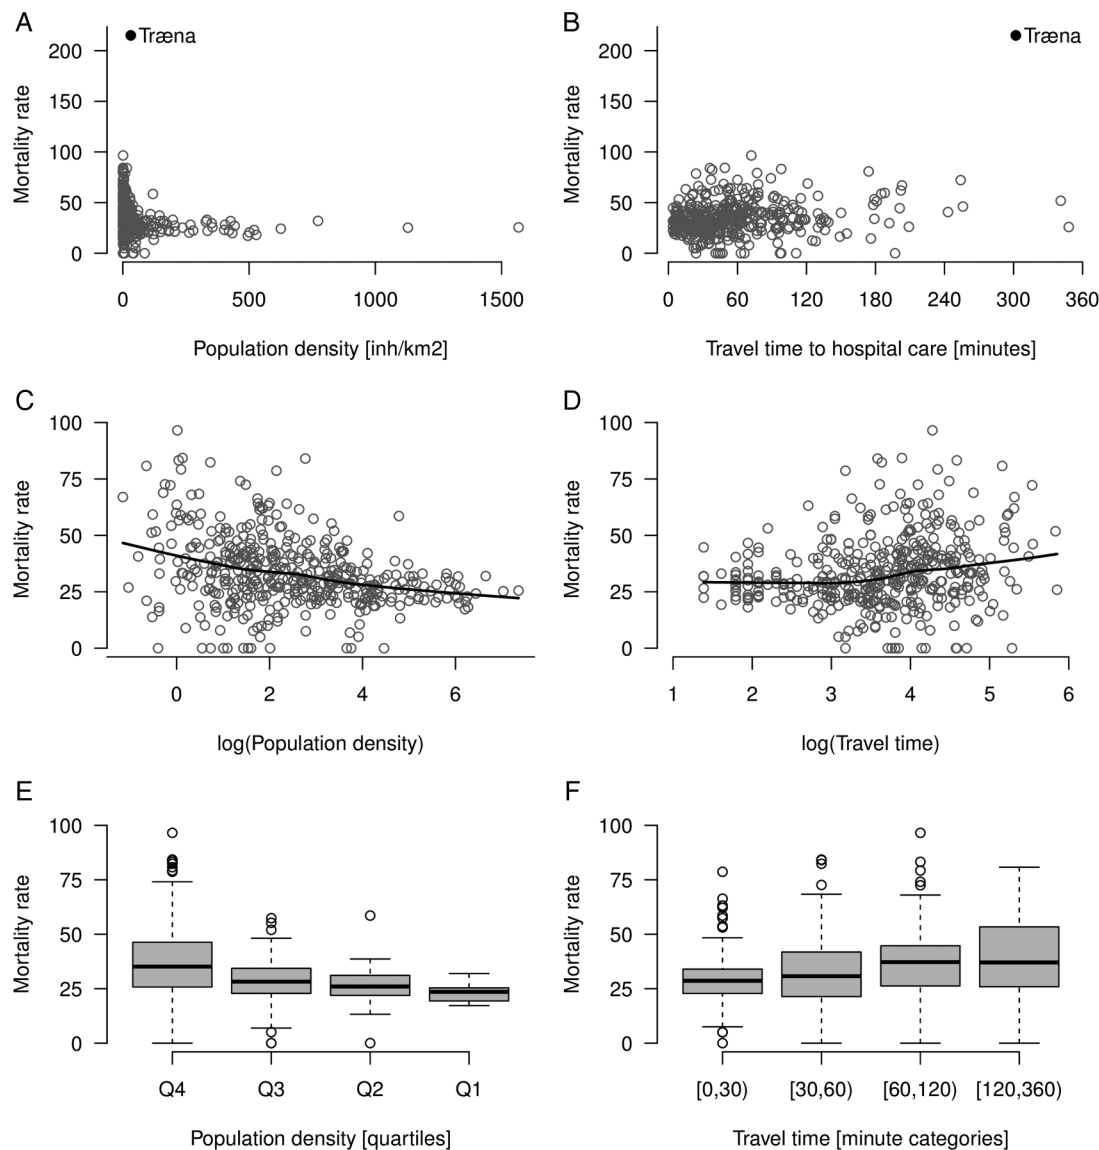 A
Træna
Mortality rate
200
150
100
50
0
0 500 1000 1500
Population density [inh/km2]
B
Træna
Mortality rate
200
150
100
50
0
0 60 120 180 240 300 360
Travel time to hospital care [minutes]
C
Mortality rate
100
75
50
25
0
0 2 4 6
log(Population density)
D
Mortality rate
100
75
50
25
0
1 2 3 4 5 6
log(Travel time)
E
Mortality rate
100
75
50
25
0
Q4 Q3 Q2 Q1
Population density [quartiles]
F
Mortality rate
100
75
50
25
0
[0,30) [30,60) [60,120) [120,360)
Travel time [minute categories]